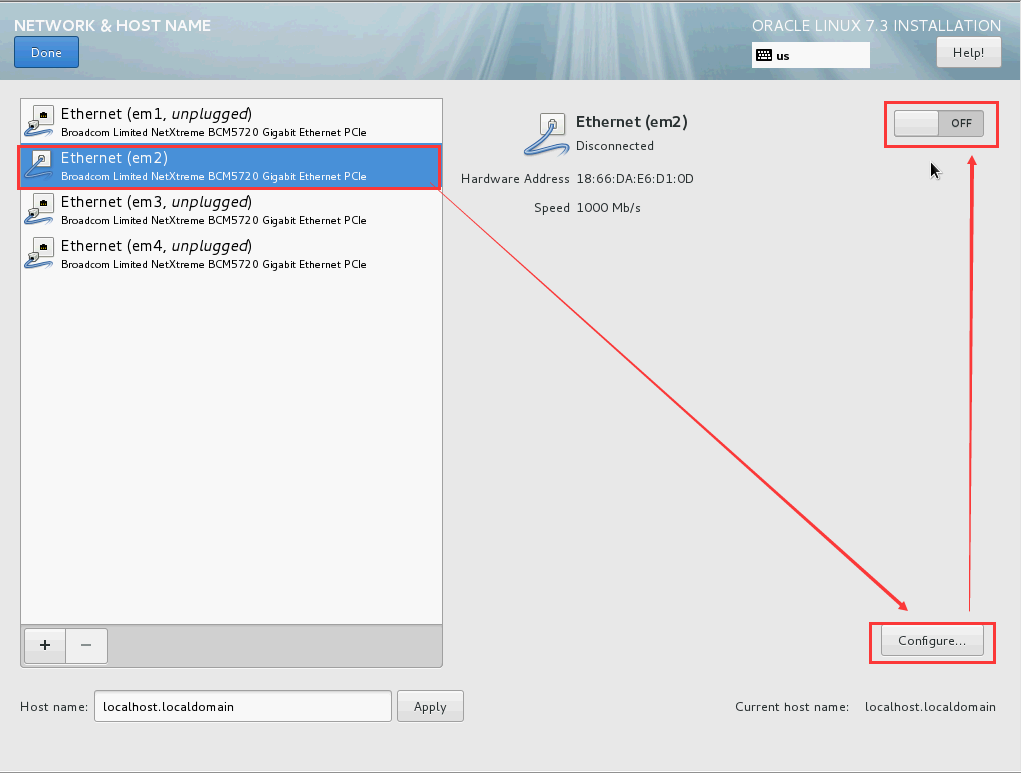 NETWORK & HOST NAME
ORACLE LINUX 7.3 INSTALLATION
Done
us
Help!
Ethernet (em1, unplugged)
Broadcom Limited NetXtreme BCM5720 Gigabit Ethernet PCIe
Ethernet (em2)
Broadcom Limited NetXtreme BCM5720 Gigabit Ethernet PCIe
Ethernet (em3, unplugged)
Broadcom Limited NetXtreme BCM5720 Gigabit Ethernet PCIe
Ethernet (em4, unplugged)
Broadcom Limited NetXtreme BCM5720 Gigabit Ethernet PCIe
Ethernet (em2)
Disconnected
OFF
Hardware Address 18:66:DA:E6:D1:0D
Speed 1000 Mb/s
+ −
Configure...
Host name: localhost.localdomain Apply
Current host name: localhost.localdomain